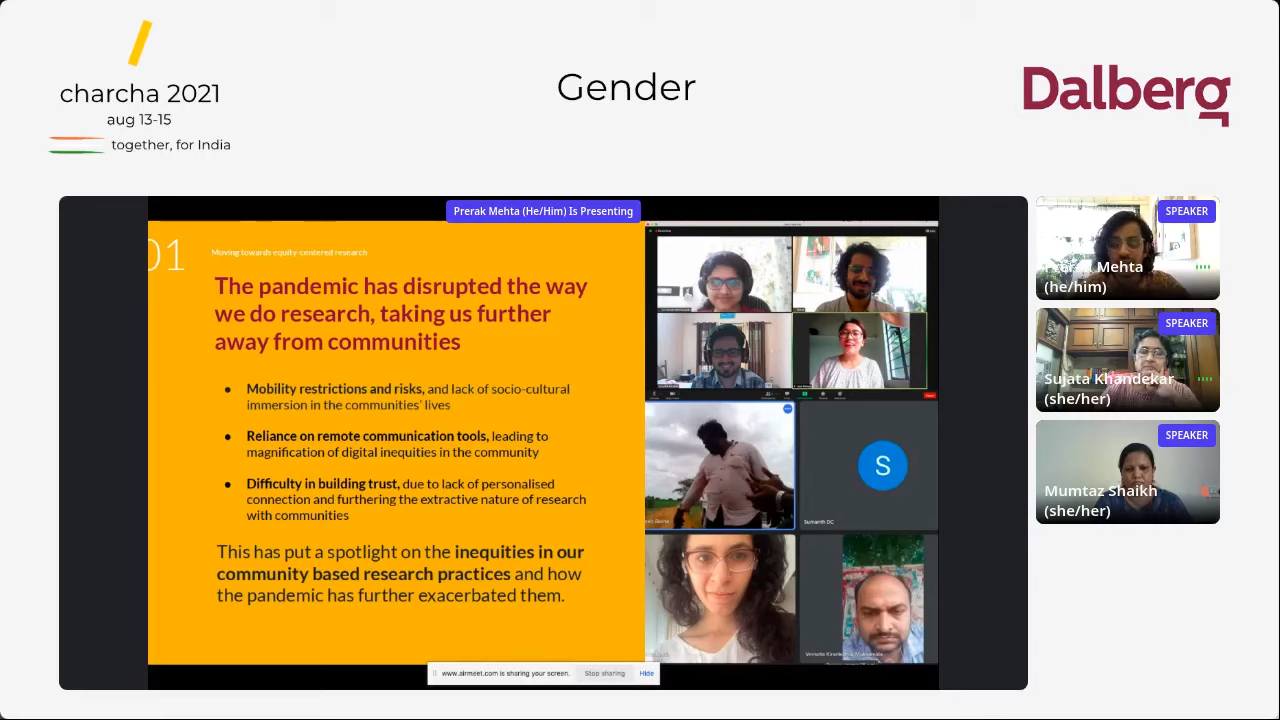 charcha 2021
aug 13-15
together, for India
Gender
Dalberg
Prerak Mehta (He/Him) Is Presenting
01
Moving towards equity-centered research
The pandemic has disrupted the way
we do research, taking us further
away from communities
● Mobility restrictions and risks, and lack of socio-cultural
immersion in the communities' lives
● Reliance on remote communication tools, leading to
magnification of digital inequities in the community
● Difficulty in building trust, due to lack of personalised
connection and furthering the extractive nature of research
with communities
This has put a spotlight on the inequities in our
community based research practices and how
the pandemic has further exacerbated them.
S
Sumanth DC
www.airmeet.com is sharing your screen.
Stop sharing
Hide
SPEAKER
Prerak Mehta
(he/him)
SPEAKER
Sujata Khandekar
(she/her)
SPEAKER
Mumtaz Shaikh
(she/her)